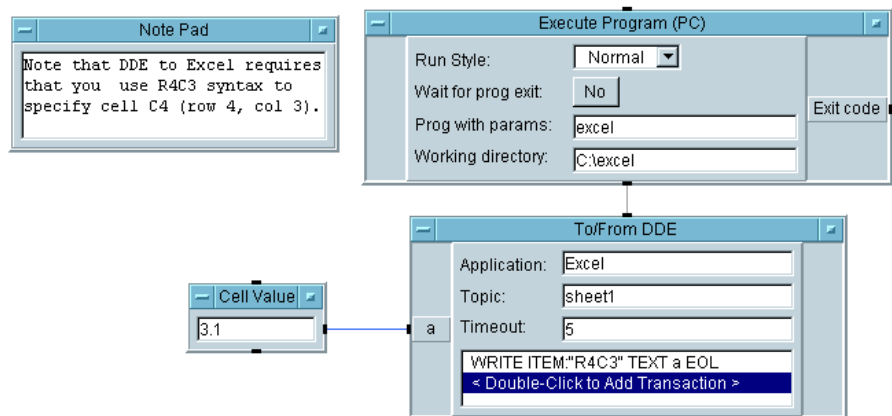 Note Pad
Note that DDE to Excel requires
that you use R4C3 syntax to
specify cell C4 (row 4, col 3).
Execute Program (PC)
Run Style: Normal
Wait for prog exit: No
Prog with params: excel
Working directory: C:\excel
Exit code
To/From DDE
Application: Excel
Topic: sheet1
Timeout: 5
a
WRITE ITEM:"R4C3" TEXT a EOL
< Double-Click to Add Transaction >
Cell Value
3.1